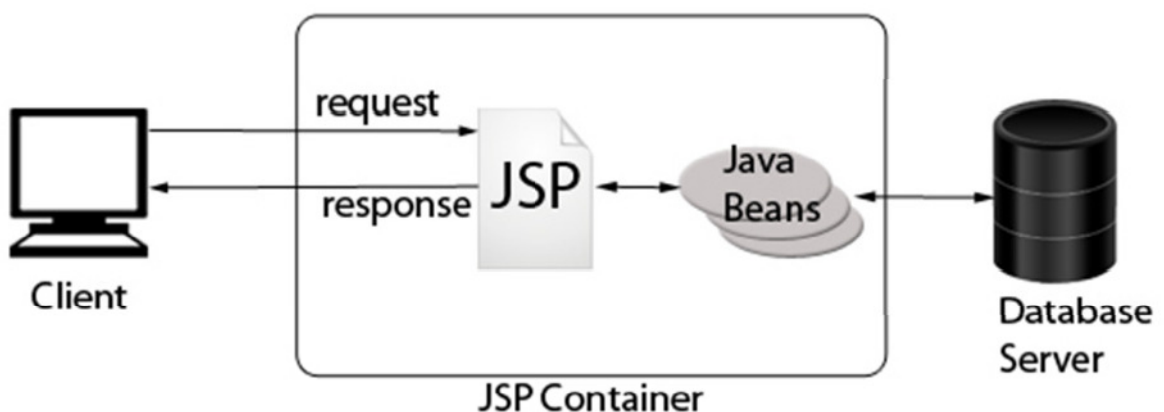 request
response
JSP
Java
Beans
Client
Database
Server
JSP Container